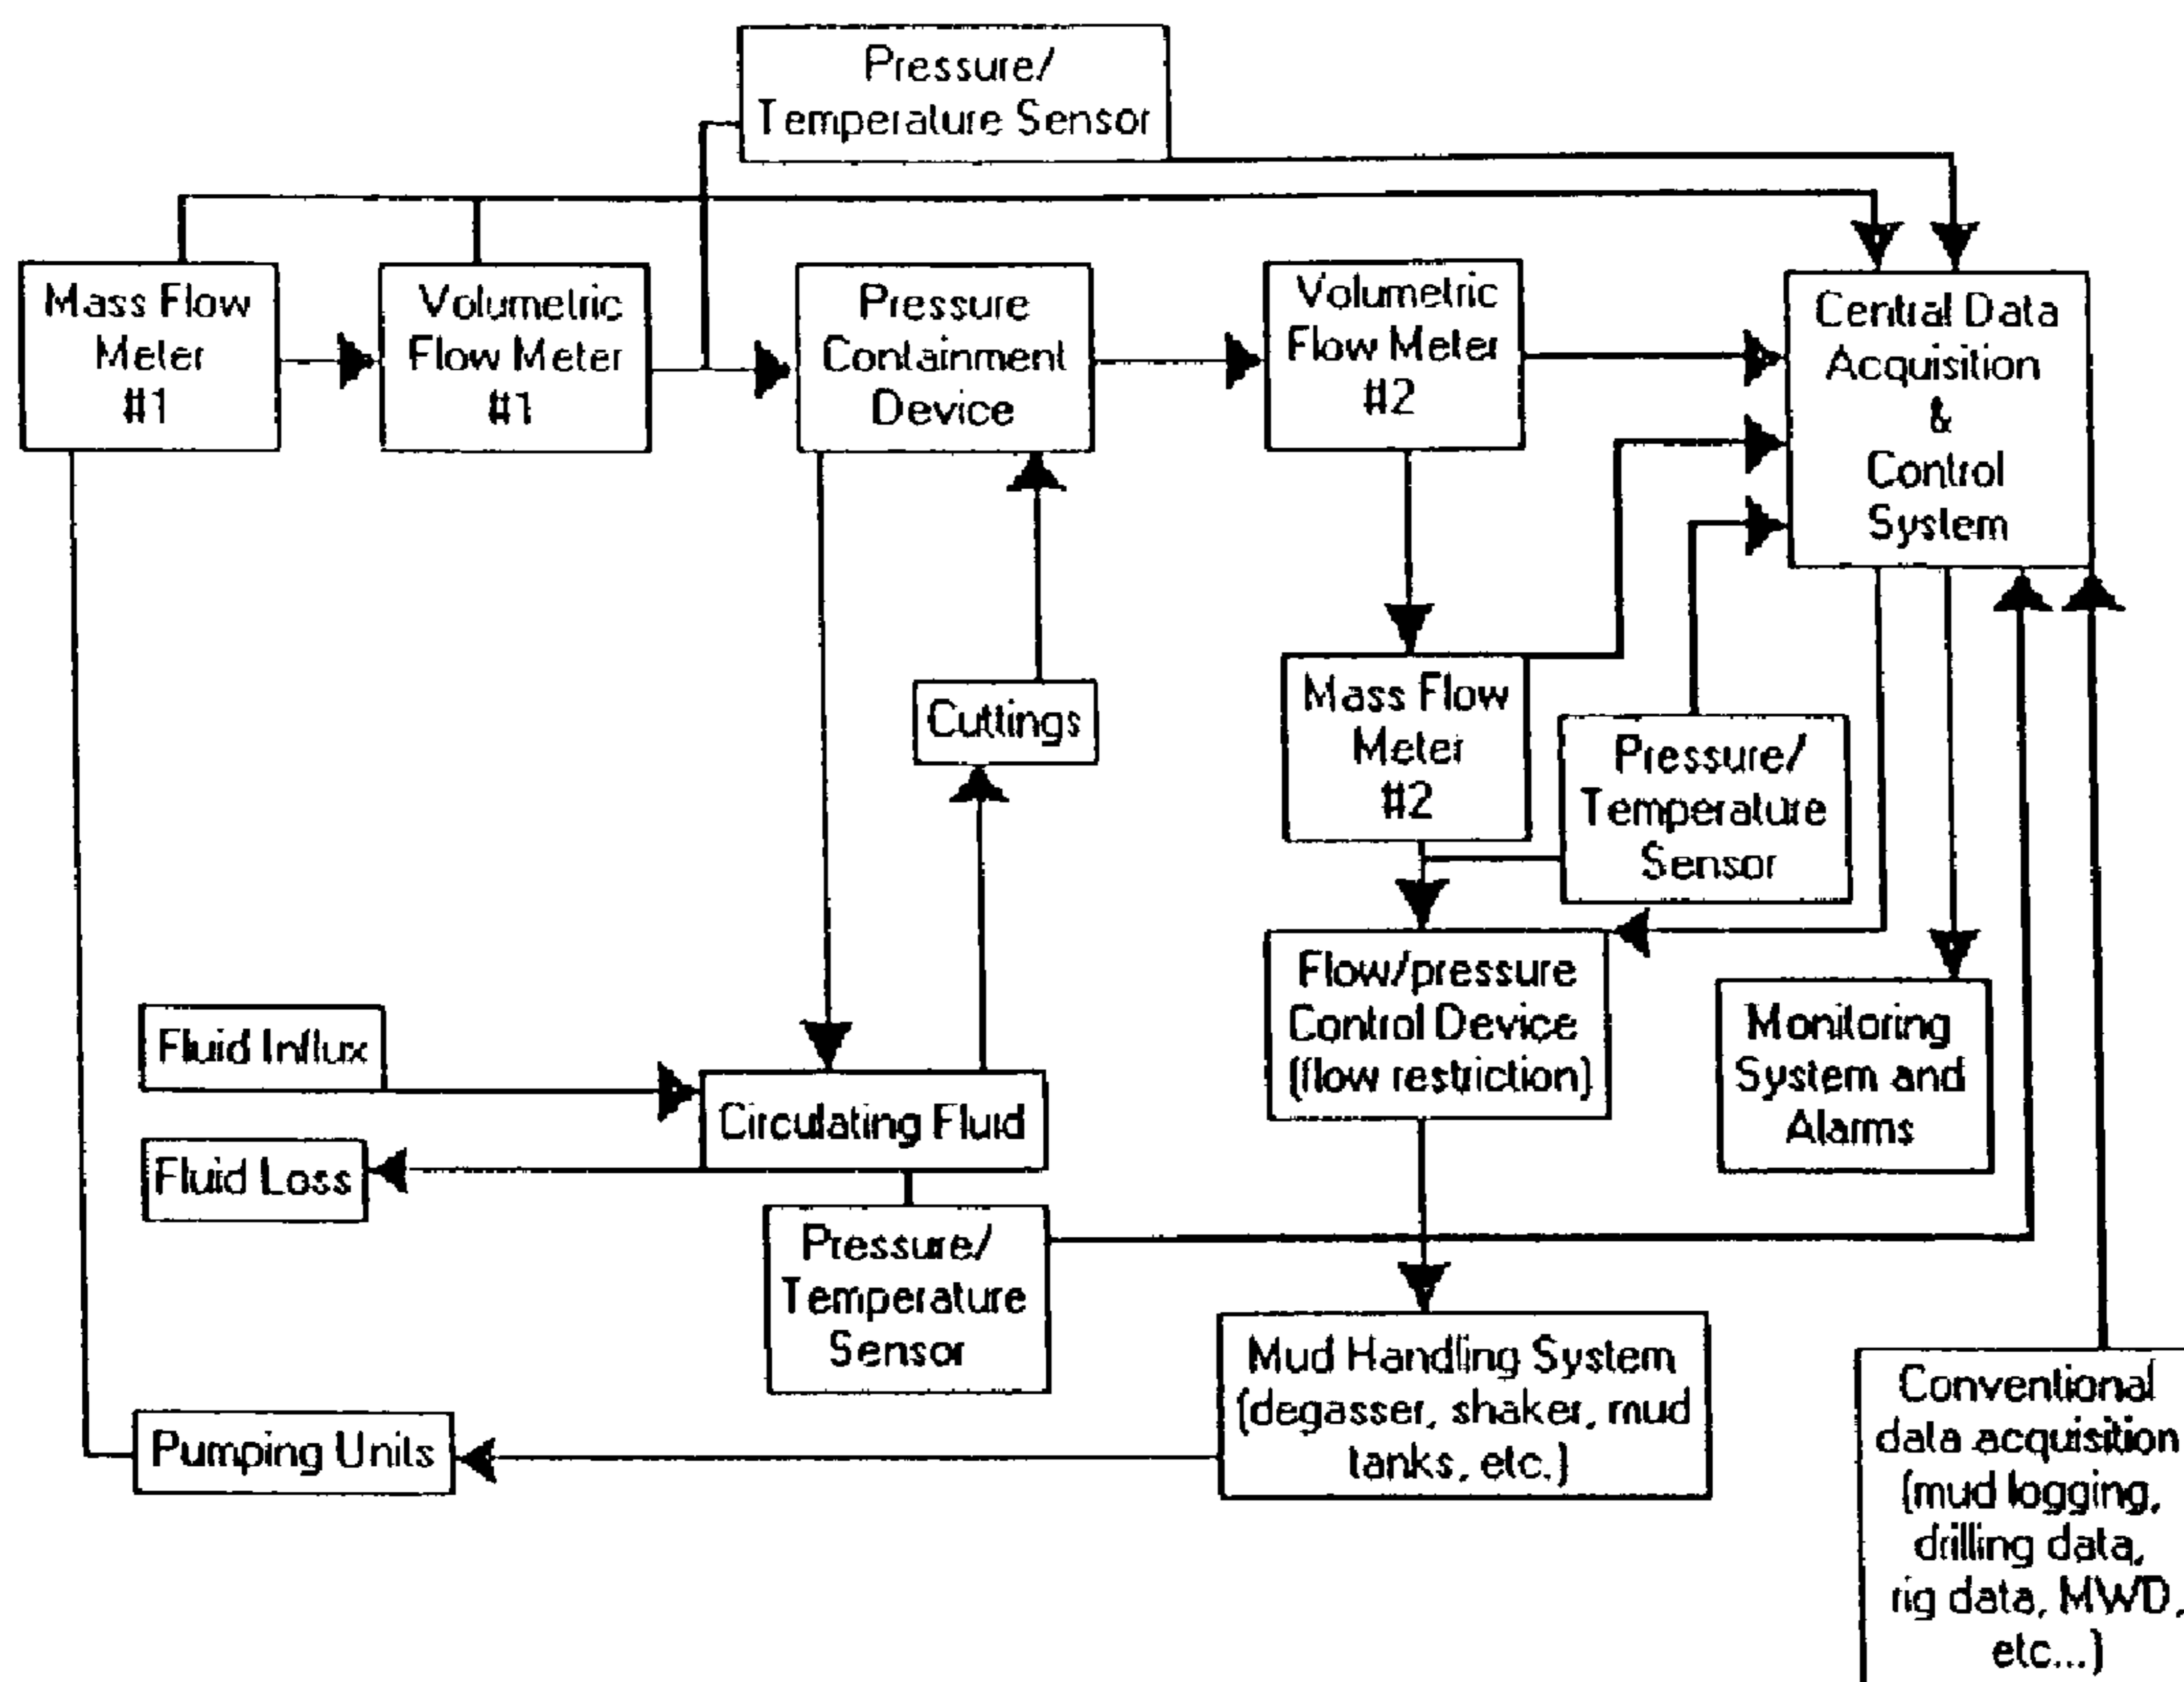 Pressure/
Temperature Sensor
Mass Flow
Meter
#1
Volumetric
Flow Meter
#1
Pressure
Containment
Device
Volumetric
Flow Meter
#2
Central Data
Acquisition
&
Control
System
Cuttings
Mass Flow
Meter
#2
Pressure/
Temperature
Sensor
Flow/pressure
Control Device
(flow restriction)
Monitoring
System and
Alarms
Fluid Influx
Circulating Fluid
Fluid Loss
Pressure/
Temperature
Sensor
Mud Handling System
(degasser, shaker, mud
tanks, etc.)
Pumping Units
Conventional
data acquisition
(mud logging,
drilling data,
rig data, MWD,
etc...)